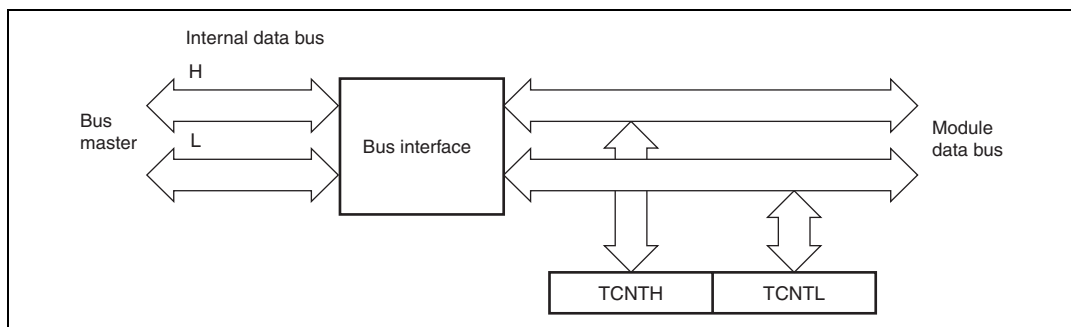 Internal data bus
H
Bus
master
L
Bus interface
Module
data bus
TCNTH
TCNTL